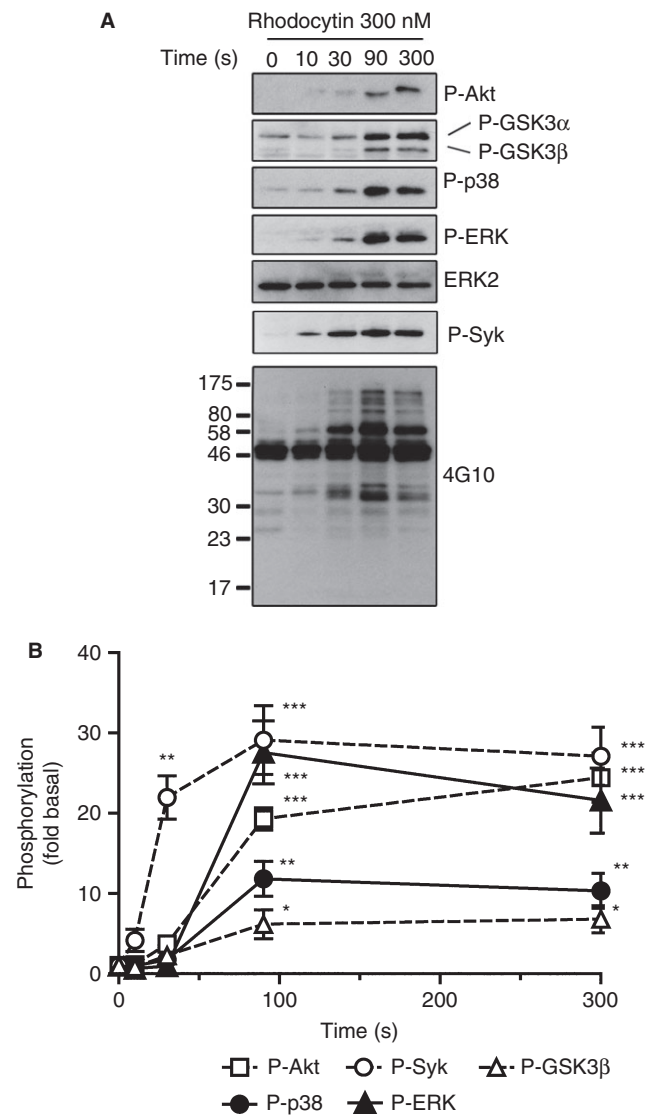 A
Rhodocytin 300 nM
Time (s) 0 10 30 90 300
P-Akt
P-GSK3α
P-GSK3β
P-p38
P-ERK
ERK2
P-Syk
175
80
58
46
30
23
17
4G10
B
Phosphorylation
(fold basal)
40
30
20
10
0
**
***
***
***
**
*
***
***
***
**
*
0 100 200 300
Time (s)
P-Akt P-Syk P-GSK3β
P-p38 P-ERK